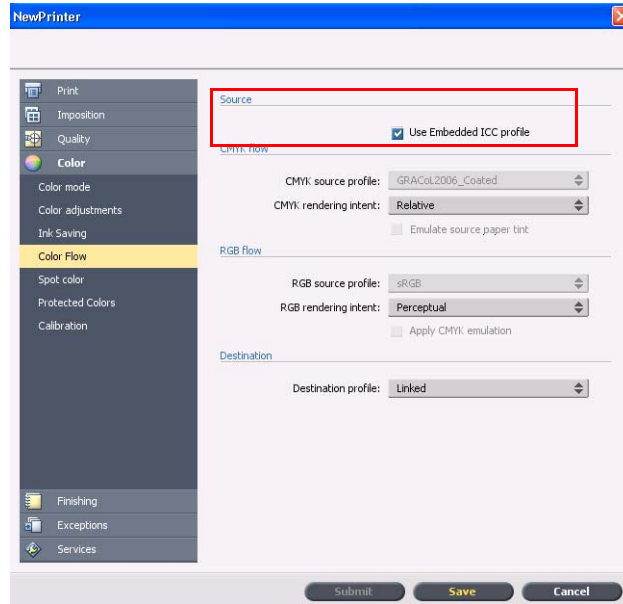 NewPrinter
Print
Imposition
Quality
Color
Color mode
Color adjustments
Ink Saving
Color Flow
Spot color
Protected Colors
Calibration
Finishing
Exceptions
Services
Source
Use Embedded ICC profile
CMYK flow
CMYK source profile: GRACoL2006_Coated
CMYK rendering intent: Relative
Emulate source paper tint
RGB flow
RGB source profile: sRGB
RGB rendering intent: Perceptual
Apply CMYK emulation
Destination
Destination profile: Linked
Submit Save Cancel